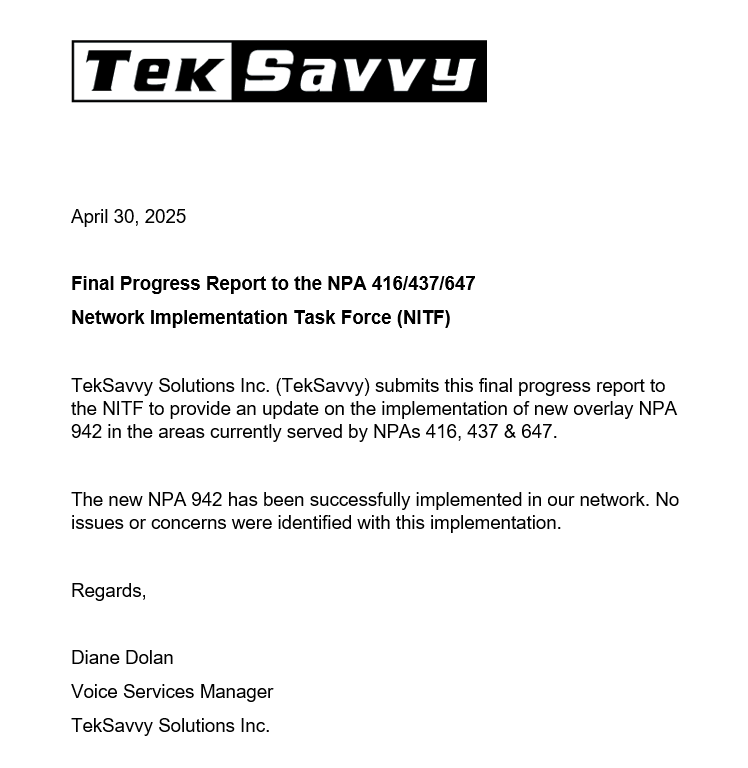 Tek Savvy
April 30, 2025
Final Progress Report to the NPA 416/437/647
Network Implementation Task Force (NITF)
TekSavvy Solutions Inc. (TekSavvy) submits this final progress report to
the NITF to provide an update on the implementation of new overlay NPA
942 in the areas currently served by NPAs 416, 437 & 647.
The new NPA 942 has been successfully implemented in our network. No
issues or concerns were identified with this implementation.
Regards,
Diane Dolan
Voice Services Manager
TekSavvy Solutions Inc.